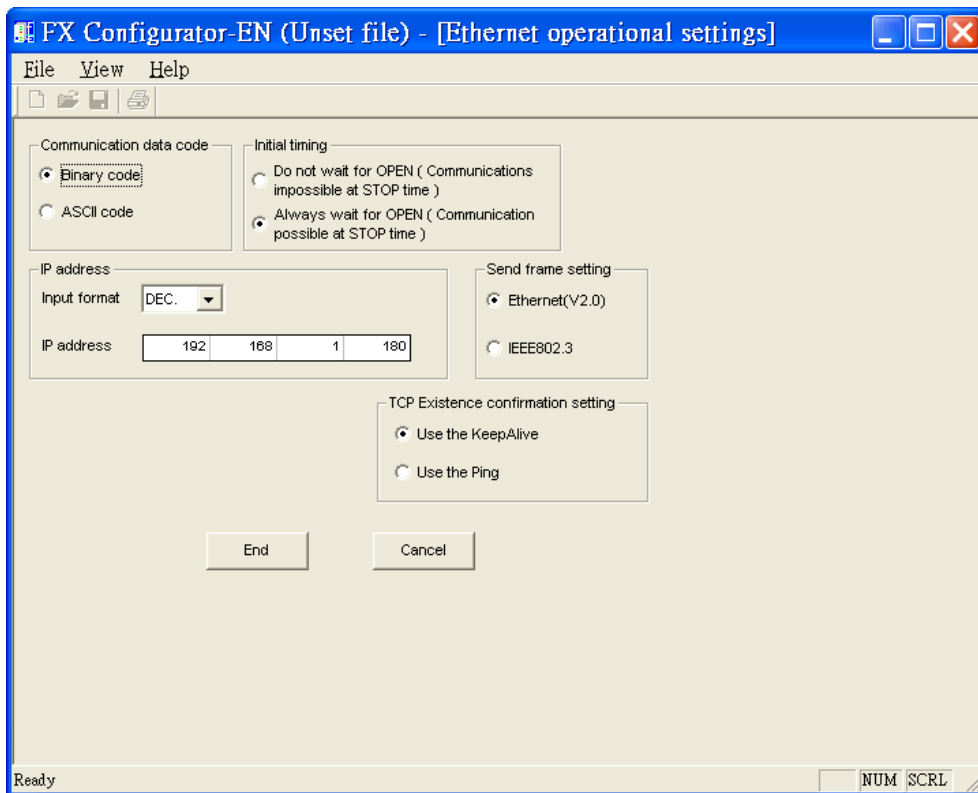 FX Configurator-EN (Unset file) - [Ethernet operational settings]
File View Help
Communication data code
Binary code
ASCII code
Initial timing
Do not wait for OPEN ( Communications
impossible at STOP time )
Always wait for OPEN ( Communication
possible at STOP time )
IP address
Input format DEC.
IP address 192 168 1 180
Send frame setting
Ethernet(V2.0)
IEEE802.3
TCP Existence confirmation setting
Use the KeepAlive
Use the Ping
End Cancel
Ready NUM SCRL